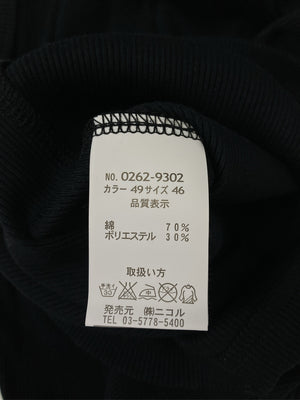 NO. 0262-9302
カラー 49 サイズ 46
品質表示
綿 70%
ポリエステル 30%
取扱い方
発売元 ㈱ニコル
TEL 03-5778-5400